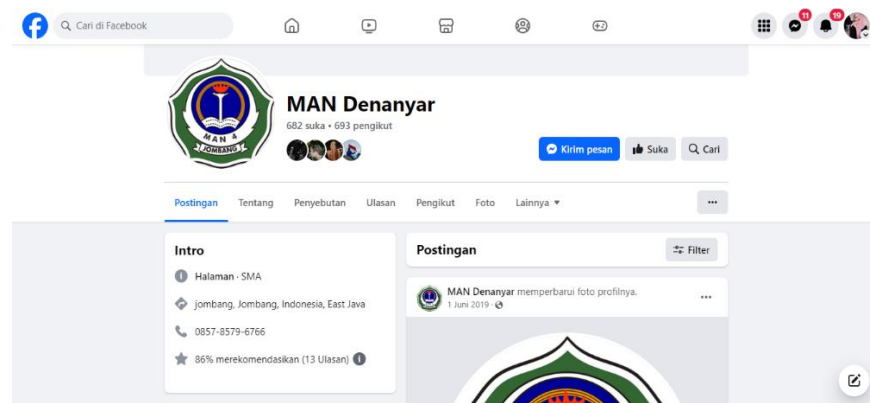 Cari di Facebook
11
19
MAN 4
JOMBANG
MAN Denanyar
682 suka • 693 pengikut
Kirim pesan
Suka
Cari
Postingan
Tentang
Penyebutan
Ulasan
Pengikut
Foto
Lainnya
Intro
Halaman · SMA
jombang, Jombang, Indonesia, East Java
0857-8579-6766
86% merekomendasikan (13 Ulasan)
Postingan
Filter
MAN Denanyar memperbarui foto profilnya.
1 Juni 2019 ·